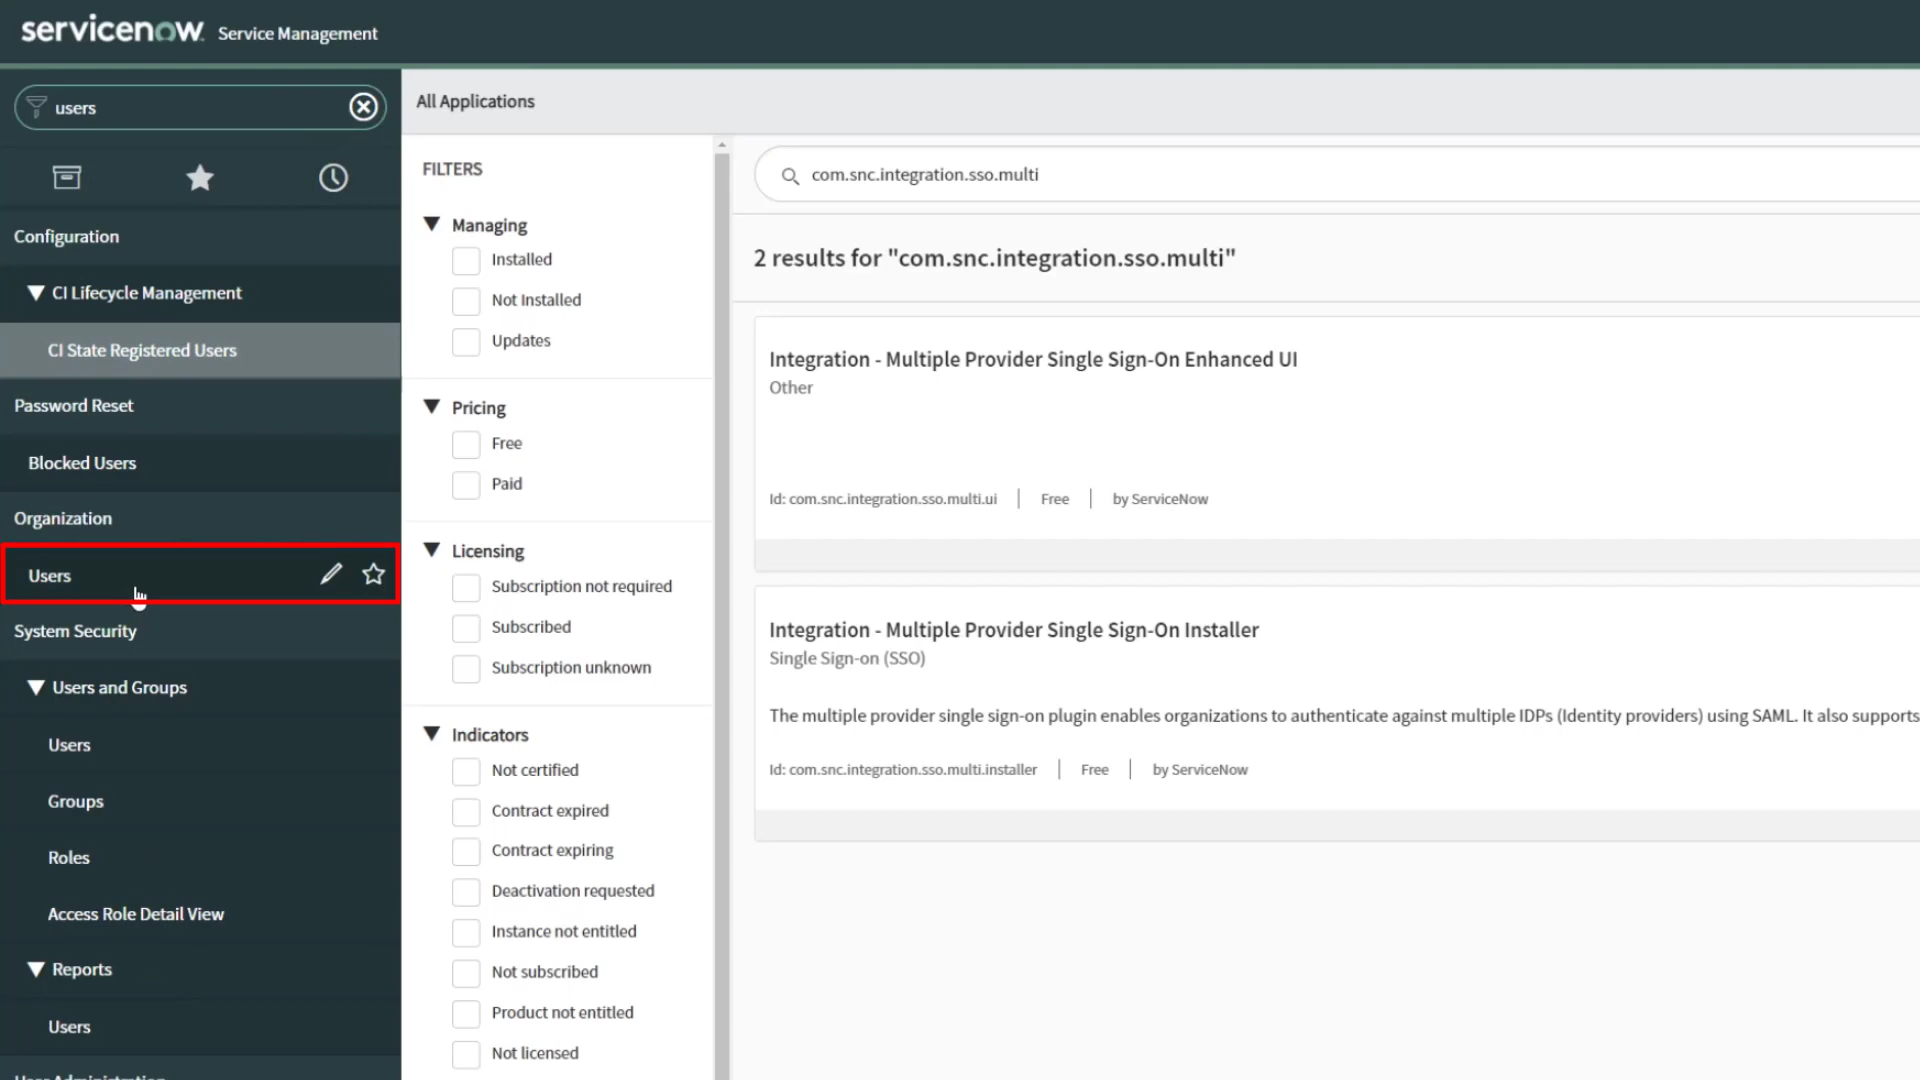 servicenow Service Management
users
Configuration
CI Lifecycle Management
CI State Registered Users
Password Reset
Blocked Users
Organization
Users
System Security
Users and Groups
Users
Groups
Roles
Access Role Detail View
Reports
Users
User Administration
All Applications
FILTERS
Managing
Installed
Not Installed
Updates
Pricing
Free
Paid
Licensing
Subscription not required
Subscribed
Subscription unknown
Indicators
Not certified
Contract expired
Contract expiring
Deactivation requested
Instance not entitled
Not subscribed
Product not entitled
Not licensed
com.snc.integration.sso.multi
2 results for "com.snc.integration.sso.multi"
Integration - Multiple Provider Single Sign-On Enhanced UI
Other
Id: com.snc.integration.sso.multi.ui | Free | by ServiceNow
Integration - Multiple Provider Single Sign-On Installer
Single Sign-on (SSO)
The multiple provider single sign-on plugin enables organizations to authenticate against multiple IDPs (Identity providers) using SAML. It also supports
Id: com.snc.integration.sso.multi.installer | Free | by ServiceNow